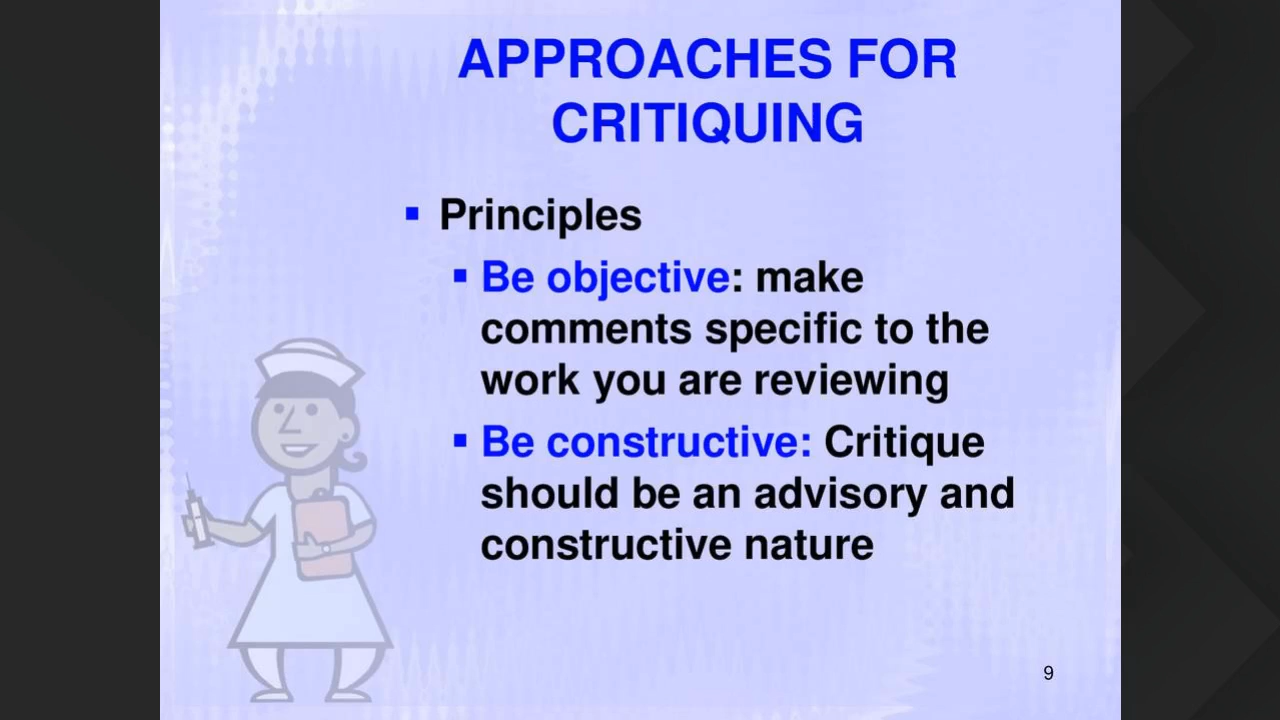 APPROACHES FOR
CRITIQUING
▪ Principles
▪ Be objective: make
comments specific to the
work you are reviewing
▪ Be constructive: Critique
should be an advisory and
constructive nature
9